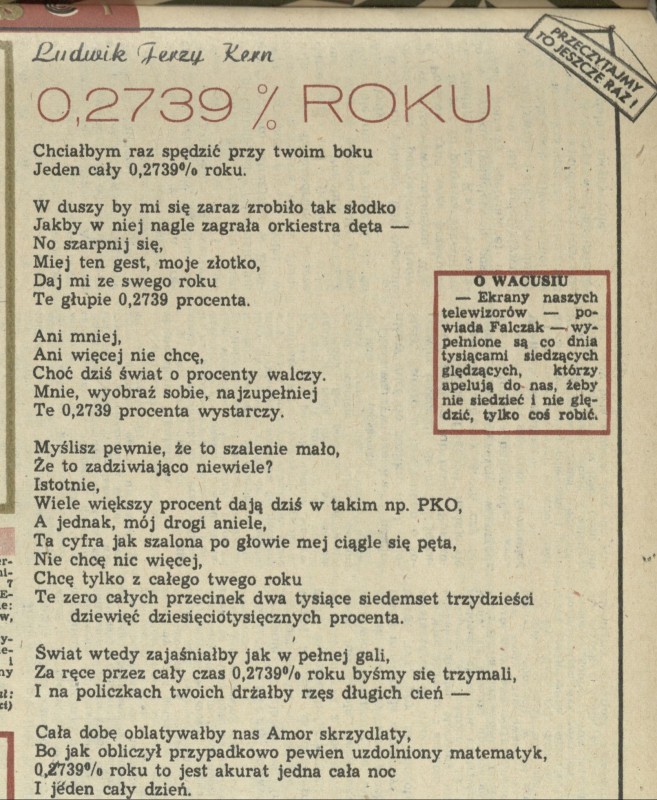 Ludwik Jerzy Kern
PRZECZYTAJMY
TO JESZCZE RAZ!
0,2739 % ROKU
Chciałbym raz spędzić przy twoim boku
Jeden cały 0,2739% roku.
W duszy by mi się zaraz zrobiło tak słodko
Jakby w niej nagle zagrała orkiestra dęta —
No szarpnij się,
Miej ten gest, moje złotko,
Daj mi ze swego roku
Te głupie 0,2739 procenta.
Ani mniej,
Ani więcej nie chcę,
Choć dziś świat o procenty walczy.
Mnie, wyobraź sobie, najzupełniej
Te 0,2739 procenta wystarczy.
Myślisz pewnie, że to szalenie mało,
Że to zadziwiająco niewiele?
Istotnie,
Wiele większy procent dają dziś w takim np. PKO,
A jednak, mój drogi aniele,
Ta cyfra jak szalona po głowie mej ciągle się pęta,
Nie chcę nic więcej,
Chcę tylko z całego twego roku
Te zero całych przecinek dwa tysiące siedemset trzydzieści
dziewięć dziesięciotysięcznych procenta.
Świat wtedy zajaśniałby jak w pełnej gali,
Za ręce przez cały czas 0,2739% roku byśmy się trzymali,
I na policzkach twoich drżałby rzęs długich cień —
Cała dobę oblatywałby nas Amor skrzydlaty,
Bo jak obliczył przypadkowo pewien uzdolniony matematyk,
0,2739% roku to jest akurat jedna cała noc
I jeden cały dzień.
O WACUSIU
— Ekrany naszych
telewizorów — po-
wiada Falczak — wy-
pełnione są co dnia
tysiącami siedzących
ględzących, którzy
apelują do nas, żeby
nie siedzieć i nie glę-
dzić, tylko coś robić.